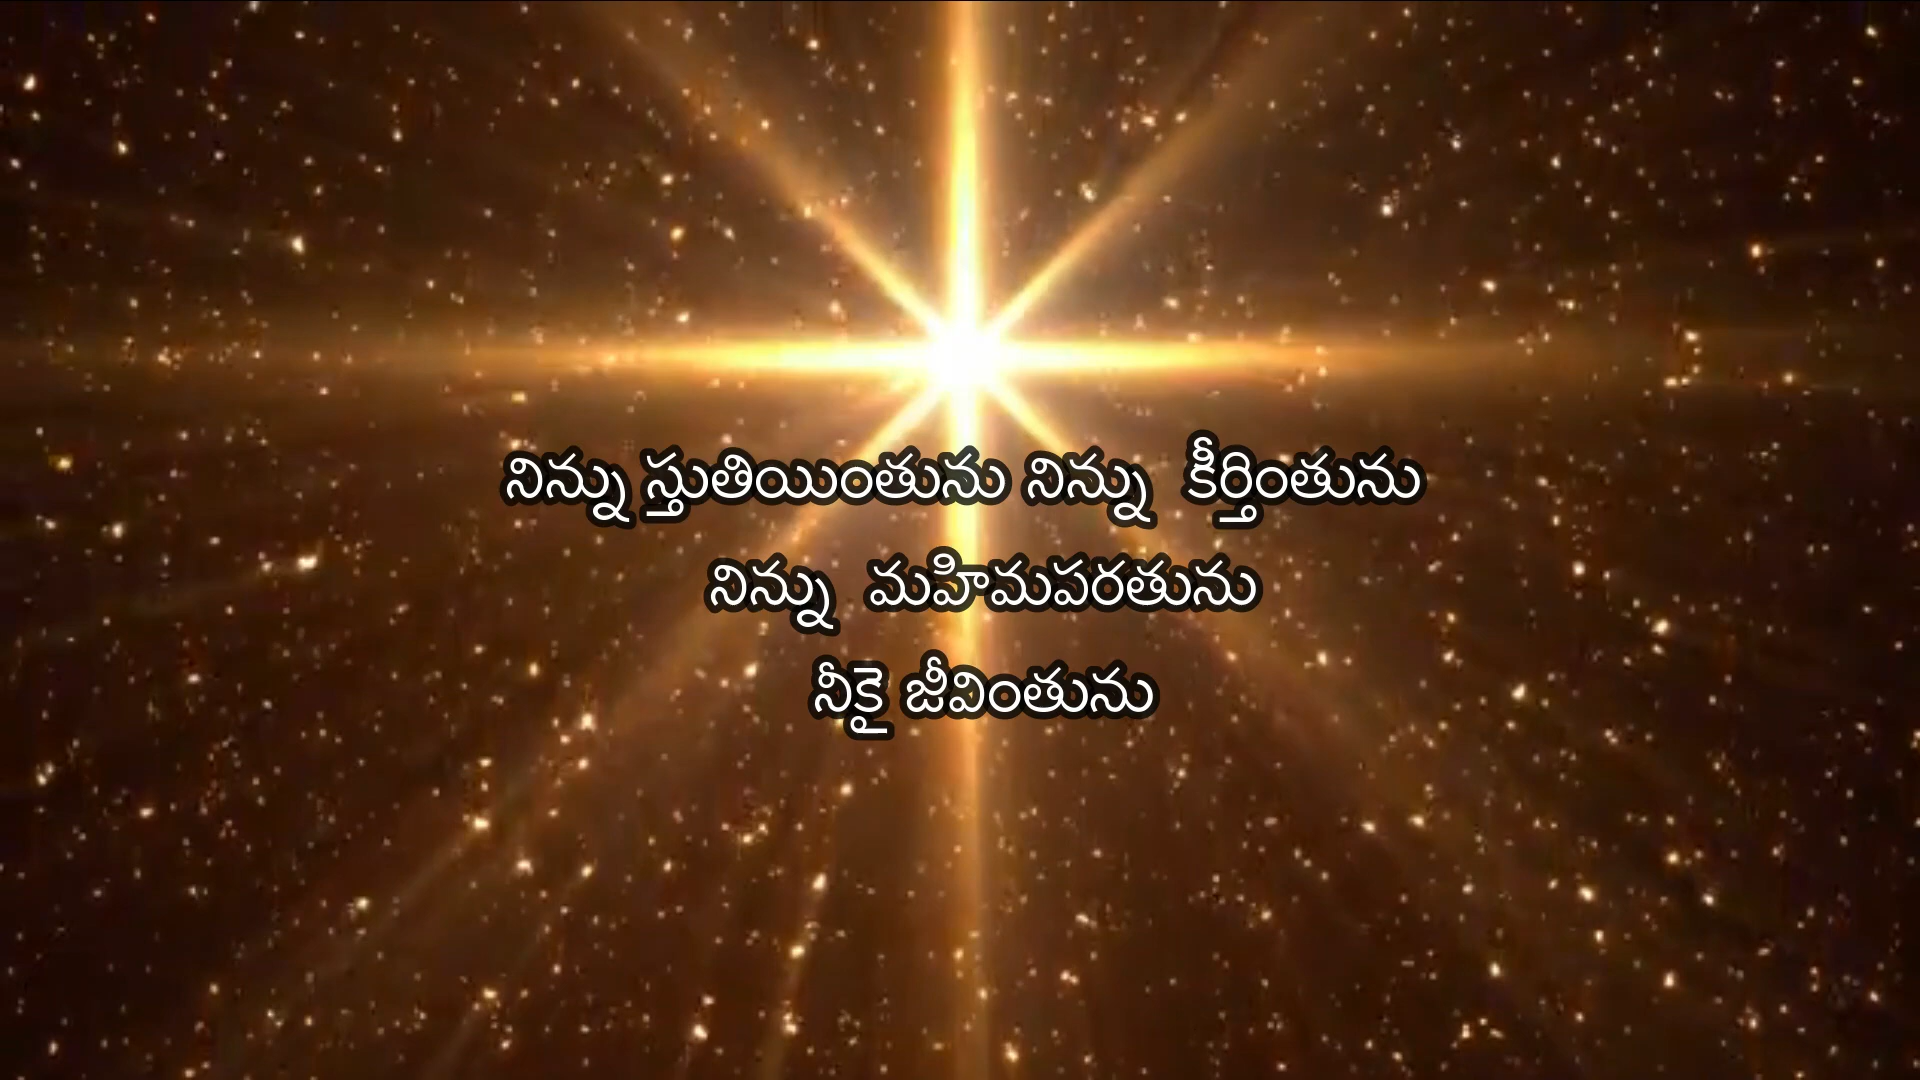 నిన్ను స్తుతియింతును నిన్ను కీర్తింతును
నిన్ను మహిమపరతును
నీకై జీవింతును